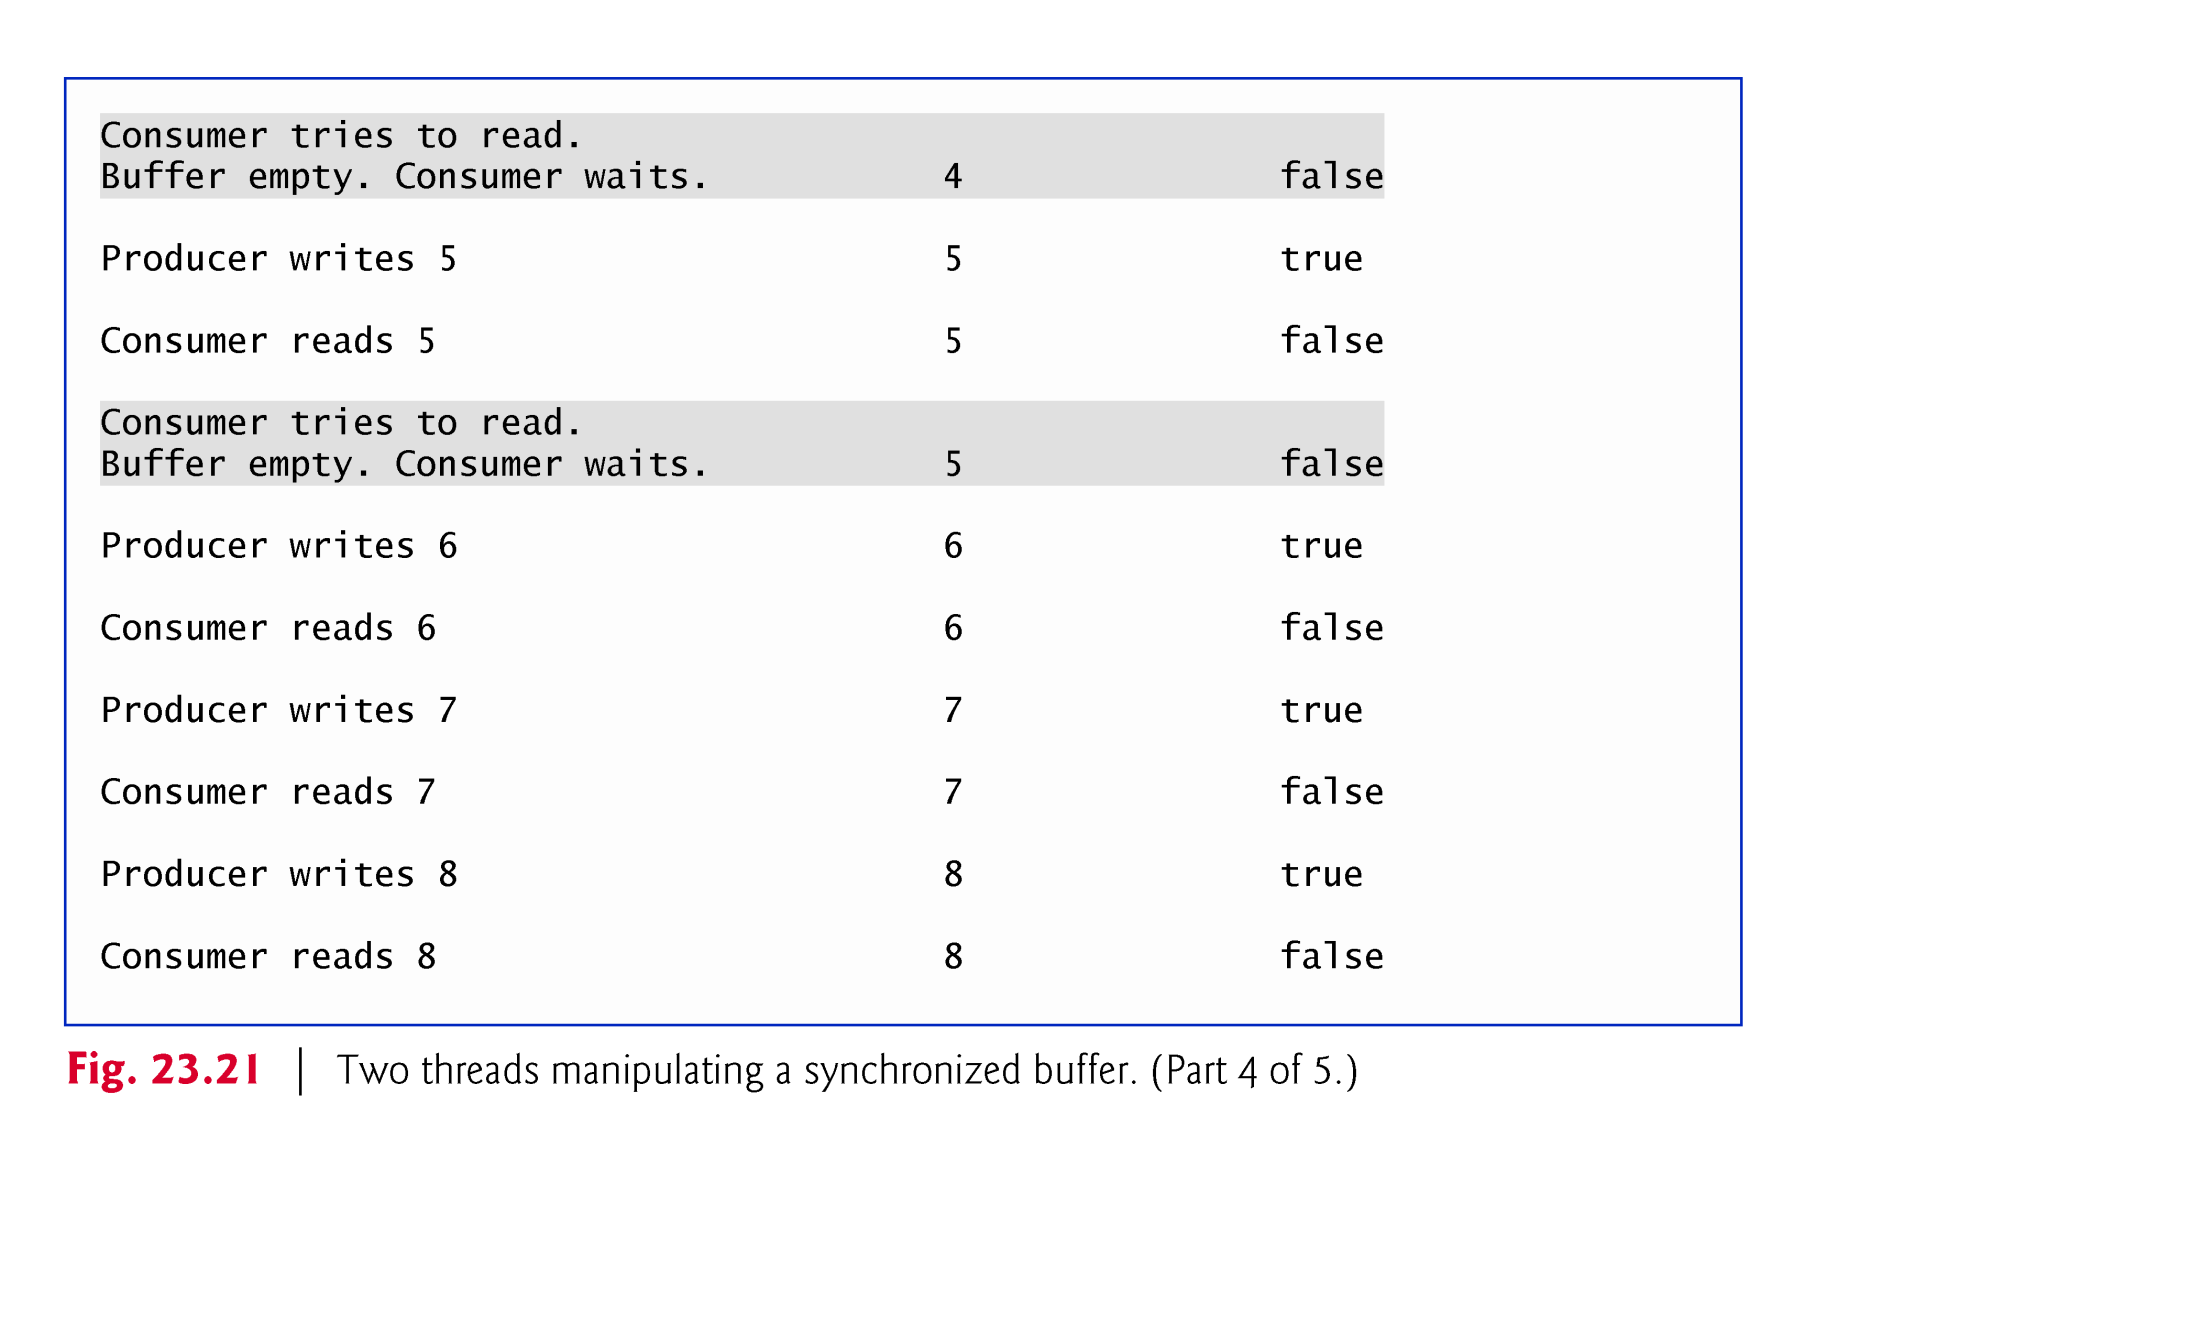 Consumer tries to read.
Buffer empty. Consumer waits. 4 false
Producer writes 5 5 true
Consumer reads 5 5 false
Consumer tries to read.
Buffer empty. Consumer waits. 5 false
Producer writes 6 6 true
Consumer reads 6 6 false
Producer writes 7 7 true
Consumer reads 7 7 false
Producer writes 8 8 true
Consumer reads 8 8 false
Fig. 23.21 | Two threads manipulating a synchronized buffer. (Part 4 of 5.)